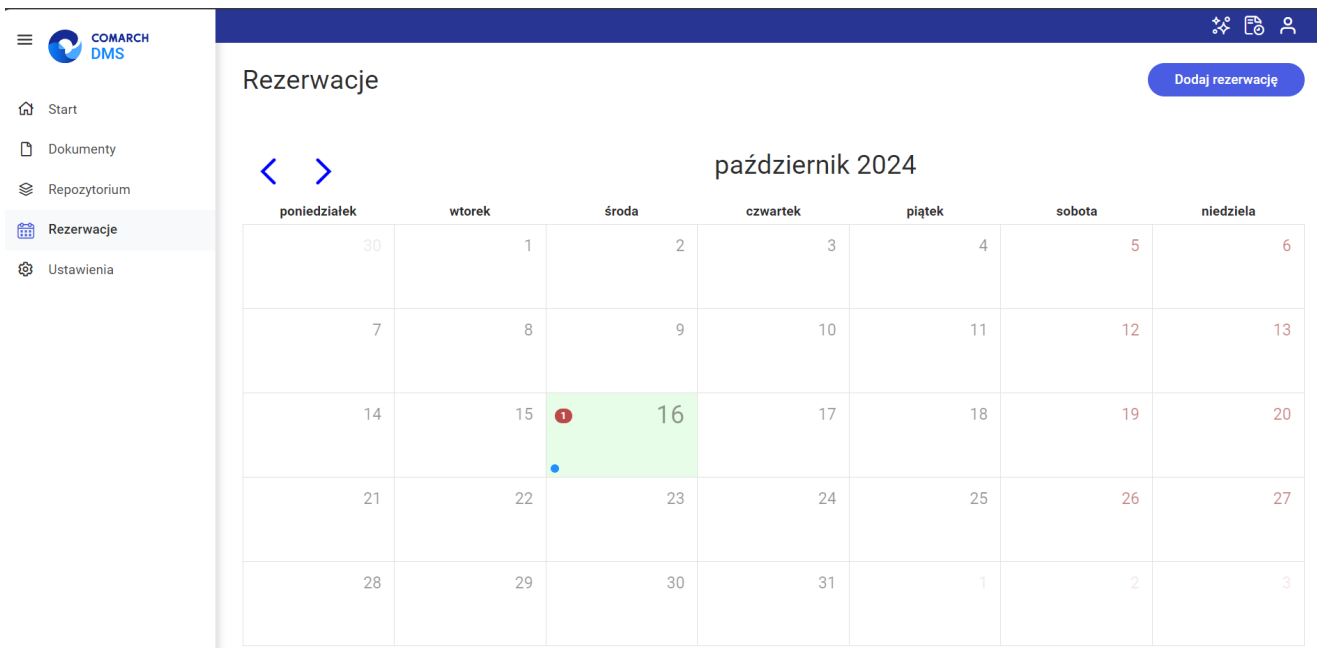 COMARCH
DMS
Start
Dokumenty
Repozytorium
Rezerwacje
Ustawienia
Rezerwacje
Dodaj rezerwację
październik 2024
poniedziałek wtorek środa czwartek piątek sobota niedziela
30 1 2 3 4 5 6
7 8 9 10 11 12 13
14 15 1 16 17 18 19 20
21 22 23 24 25 26 27
28 29 30 31 1 2 3